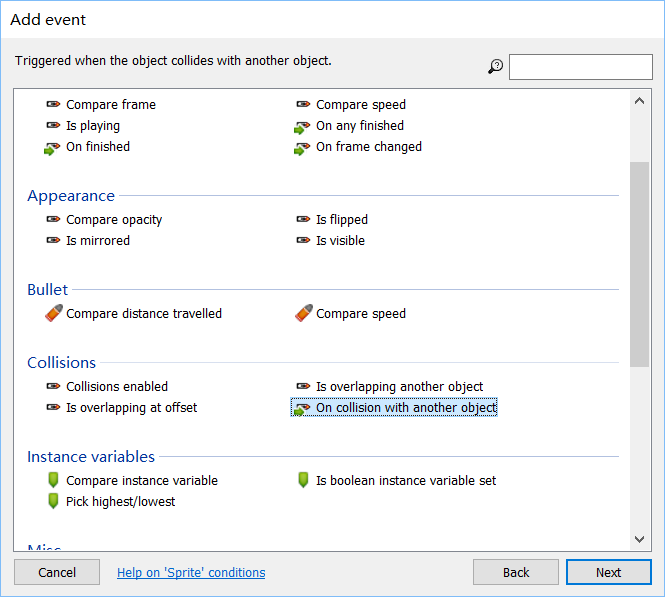 Add event
Triggered when the object collides with another object.
Compare frame
Compare speed
Is playing
On any finished
On finished
On frame changed
Appearance
Compare opacity
Is flipped
Is mirrored
Is visible
Bullet
Compare distance travelled
Compare speed
Collisions
Collisions enabled
Is overlapping another object
Is overlapping at offset
On collision with another object
Instance variables
Compare instance variable
Is boolean instance variable set
Pick highest/lowest
Misc
Cancel
Help on 'Sprite' conditions
Back
Next